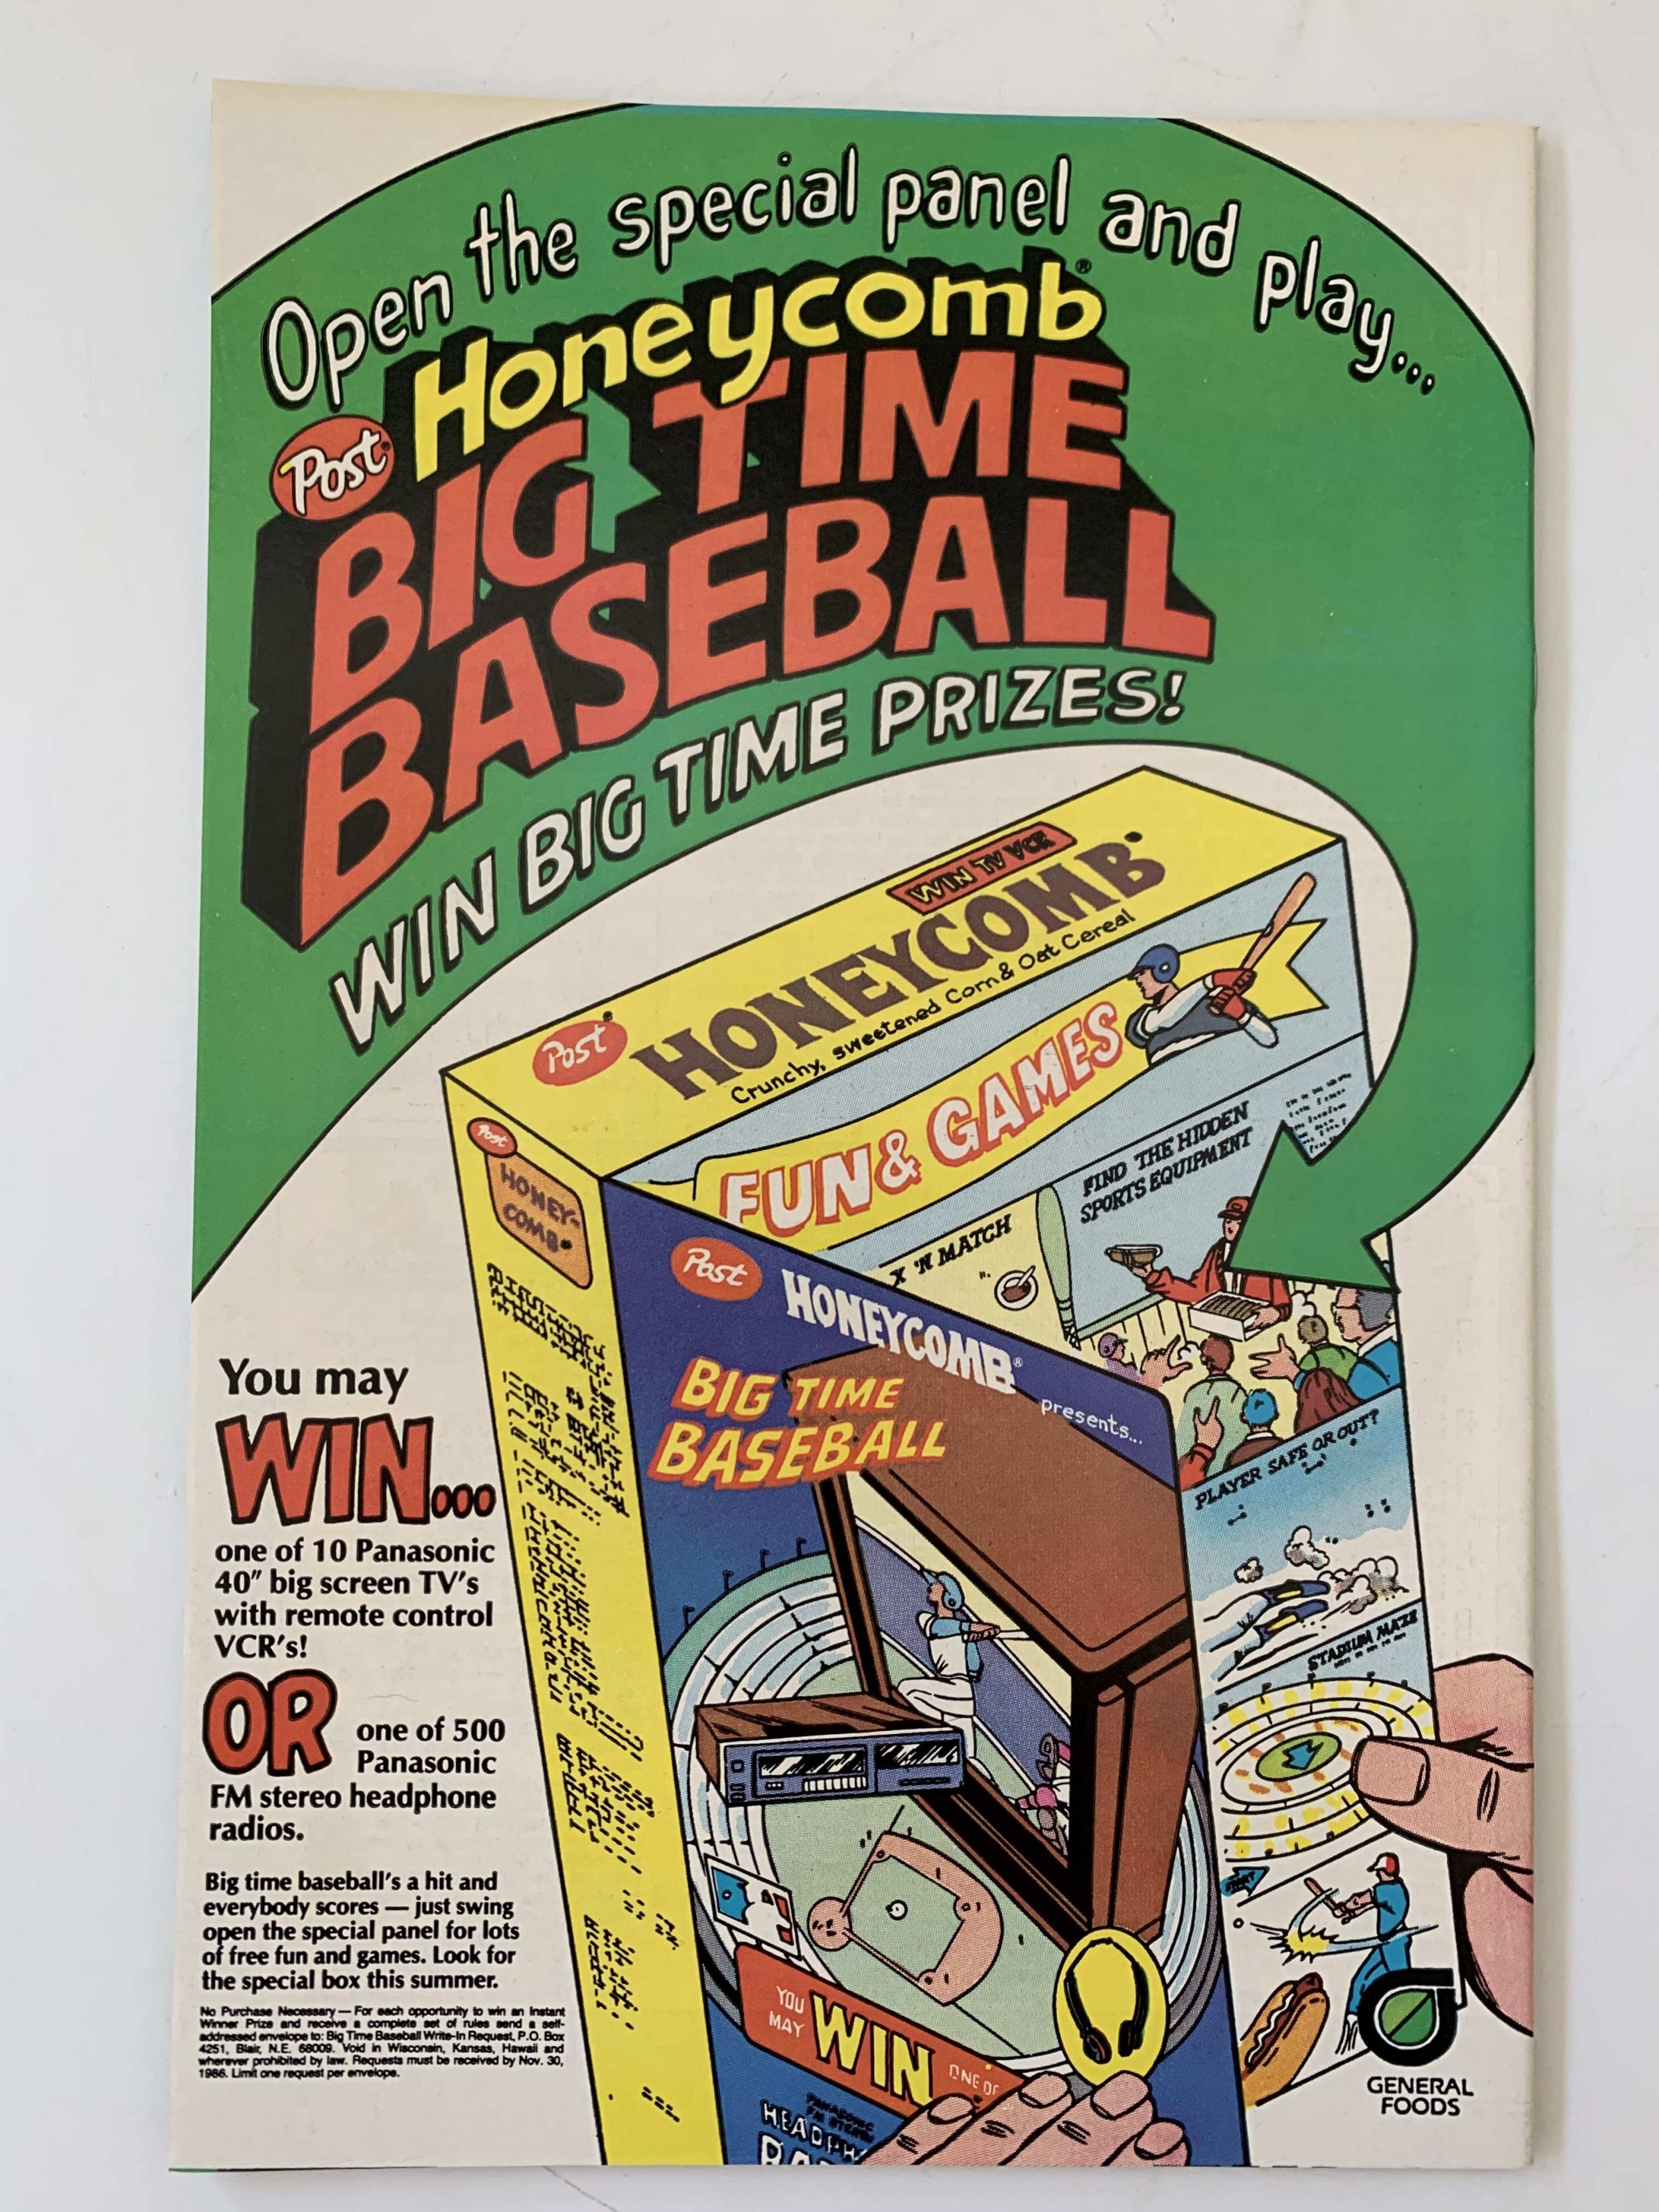 Open the special panel and play...
Post® Honeycomb®
BIG TIME
BASEBALL
WIN BIG TIME PRIZES!
WIN TV VCR
Post® HONEYCOMB®
Crunchy, sweetened Corn & Oat Cereal
FUN & GAMES
FIND THE HIDDEN
SPORTS EQUIPMENT
X 'N MATCH
Post
HONEY-
COMB®
Post HONEYCOMB®
BIG TIME
BASEBALL
presents...
PLAYER SAFE OR OUT?
STADIUM MAZE
START
You may
WIN...
one of 10 Panasonic
40" big screen TV's
with remote control
VCR's!
OR one of 500
Panasonic
FM stereo headphone
radios.
Big time baseball's a hit and
everybody scores — just swing
open the special panel for lots
of free fun and games. Look for
the special box this summer.
No Purchase Necessary — For each opportunity to win an Instant
Winner Prize and receive a complete set of rules send a self-
addressed envelope to: Big Time Baseball Write-In Request, P.O. Box
4251, Blair, N.E. 68009. Void in Wisconsin, Kansas, Hawaii and
wherever prohibited by law. Requests must be received by Nov. 30,
1986. Limit one request per envelope.
YOU
MAY
WIN
ONE OF
PANASONIC
FM STEREO
HEADPH
GENERAL
FOODS